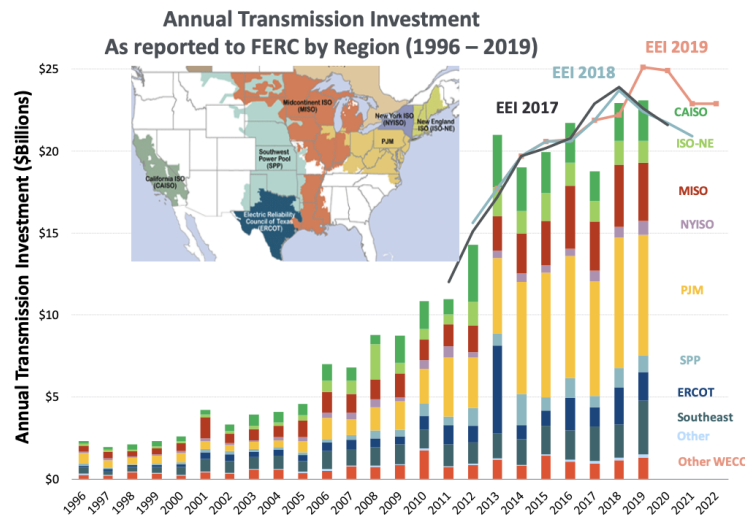 Annual Transmission Investment
As reported to FERC by Region (1996 – 2019)
EEI 2019
EEI 2018
EEI 2017
Annual Transmission Investment ($Billions)
$25
$20
$15
$10
$5
$0
Midcontinent ISO
(MISO)
New York ISO
(NYISO)
New England
ISO (ISO-NE)
PJM
Southwest
Power Pool
(SPP)
California ISO
(CAISO)
Electric Reliability
Council of Texas
(ERCOT)
CAISO
ISO-NE
MISO
NYISO
PJM
SPP
ERCOT
Southeast
Other
Other WECC
1996
1997
1998
1999
2000
2001
2002
2003
2004
2005
2006
2007
2008
2009
2010
2011
2012
2013
2014
2015
2016
2017
2018
2019
2020
2021
2022